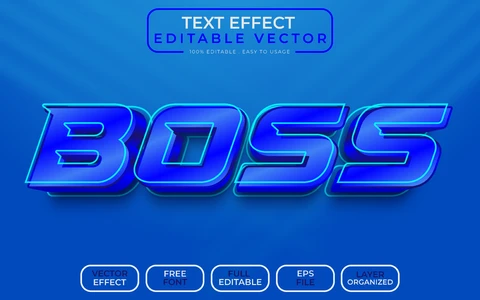 TEXT EFFECT
EDITABLE VECTOR
100% EDITABLE . EASY TO USAGE
BOSS
VECTOR
EFFECT
FREE
FONT
FULL
EDITABLE
EPS
FILE
LAYER
ORGANIZED